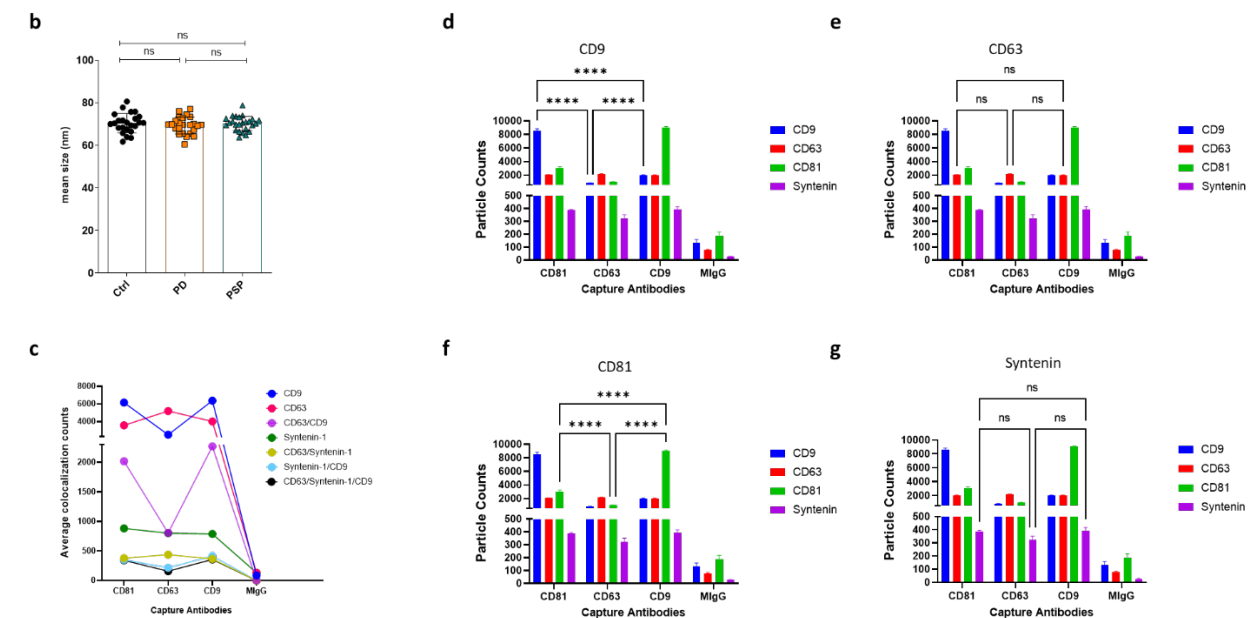 b
ns
ns
ns
100
80
60
40
20
0
mean size (nm)
Ctrl
PD
PSP
c
8000
6000
4000
2000
1500
1000
500
0
Average colocalization counts
CD81
CD63
CD9
MIgG
Capture Antibodies
CD9
CD63
CD63/CD9
Syntenin-1
CD63/Syntenin-1
Syntenin-1/CD9
CD63/Syntenin-1/CD9
d
CD9
****
****
****
10000
8000
6000
4000
2000
500
400
300
200
100
0
Particle Counts
CD81
CD63
CD9
MIgG
Capture Antibodies
CD9
CD63
CD81
Syntenin
e
CD63
ns
ns
ns
10000
8000
6000
4000
2000
500
400
300
200
100
0
Particle Counts
CD81
CD63
CD9
MIgG
Capture Antibodies
CD9
CD63
CD81
Syntenin
f
CD81
****
****
****
10000
8000
6000
4000
2000
500
400
300
200
100
0
Particle Counts
CD81
CD63
CD9
MIgG
Capture Antibodies
CD9
CD63
CD81
Syntenin
g
Syntenin
ns
ns
ns
10000
8000
6000
4000
2000
500
400
300
200
100
0
Particle Counts
CD81
CD63
CD9
MIgG
Capture Antibodies
CD9
CD63
CD81
Syntenin